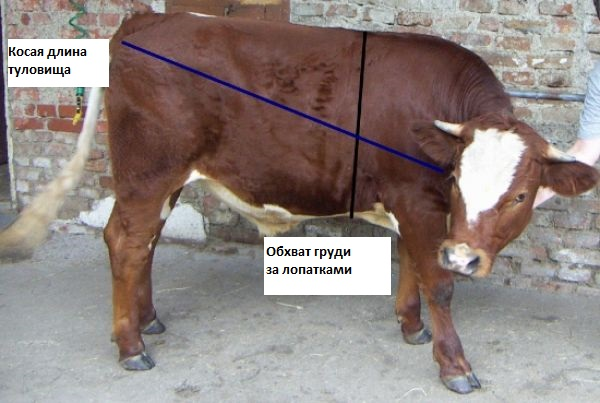 Косая длина
туловища
Обхват груди
за лопатками